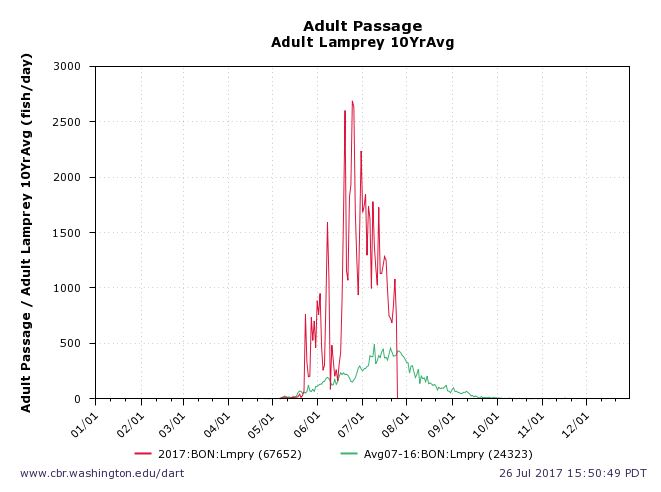 Adult Passage
Adult Lamprey 10YrAvg
Adult Passage / Adult Lamprey 10YrAvg (fish/day)
3000
2500
2000
1500
1000
500
0
01/01 02/01 03/01 04/01 05/01 06/01 07/01 08/01 09/01 10/01 11/01 12/01
2017:BON:Lmpry (67652) Avg07-16:BON:Lmpry (24323)
www.cbr.washington.edu/dart 26 Jul 2017 15:50:49 PDT